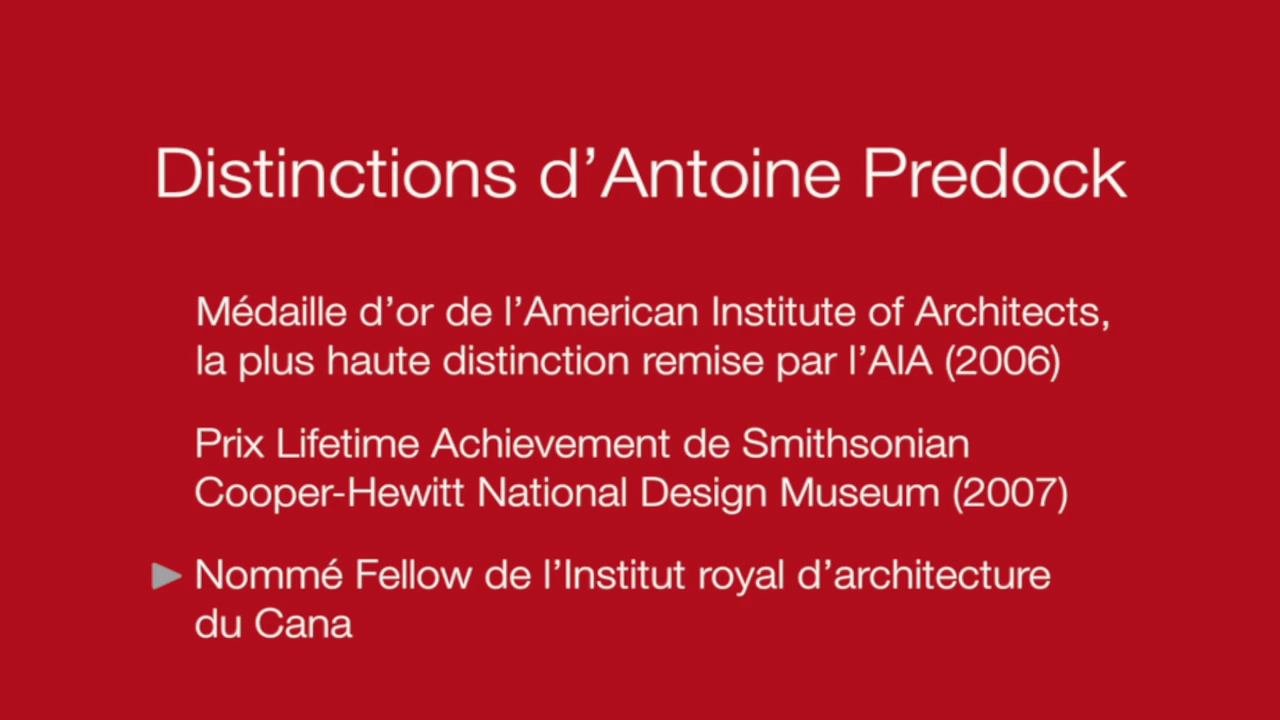 Distinctions d’Antoine Predock
Médaille d’or de l’American Institute of Architects,
la plus haute distinction remise par l’AIA (2006)
Prix Lifetime Achievement de Smithsonian
Cooper-Hewitt National Design Museum (2007)
Nommé Fellow de l’Institut royal d’architecture
du Cana